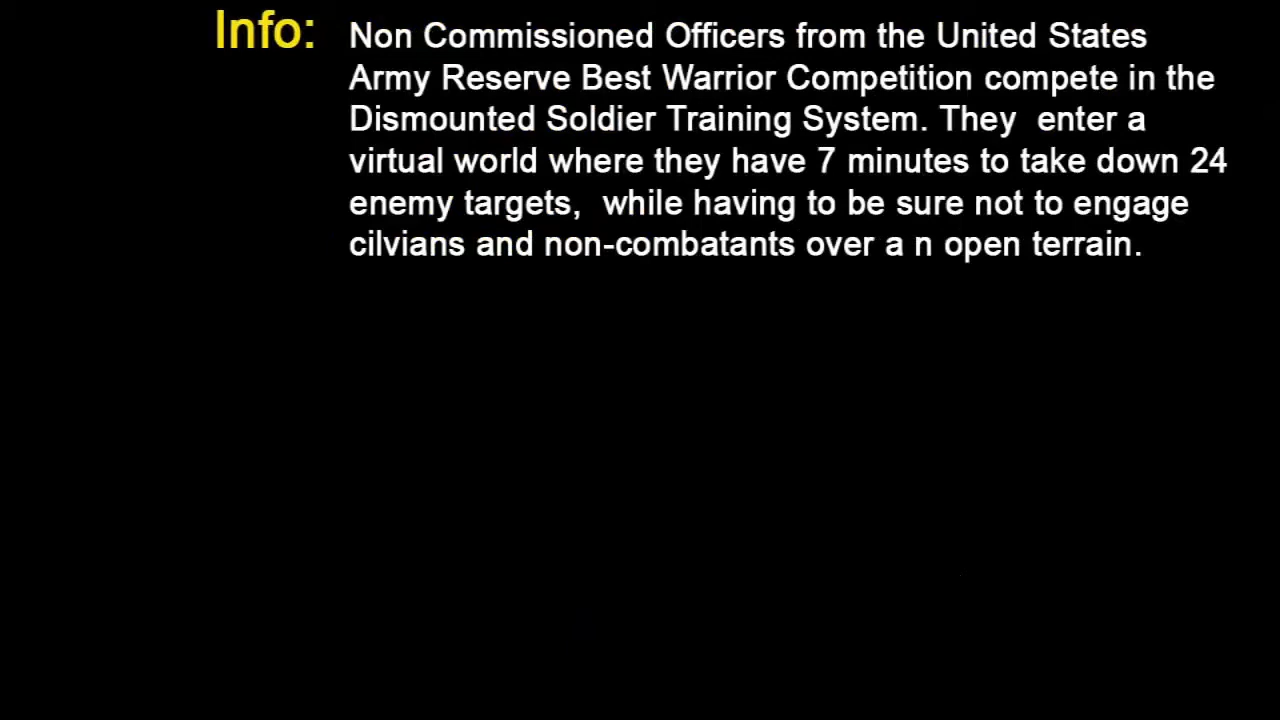 Info: Non Commissioned Officers from the United States
Army Reserve Best Warrior Competition compete in the
Dismounted Soldier Training System. They  enter a
virtual world where they have 7 minutes to take down 24
enemy targets,  while having to be sure not to engage
cilvians and non-combatants over a n open terrain.